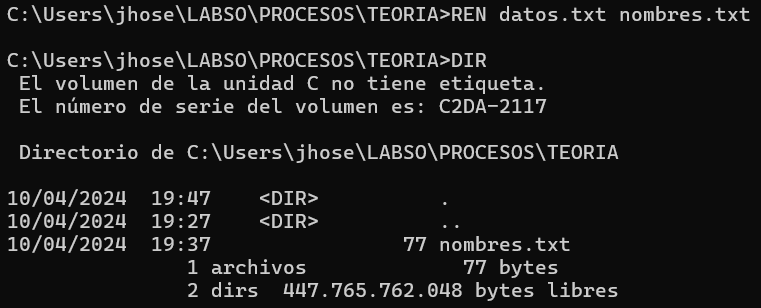 C:\Users\jhose\LABSO\PROCESOS\TEORIA>REN datos.txt nombres.txt
C:\Users\jhose\LABSO\PROCESOS\TEORIA>DIR
El volumen de la unidad C no tiene etiqueta.
El número de serie del volumen es: C2DA-2117
Directorio de C:\Users\jhose\LABSO\PROCESOS\TEORIA
10/04/2024  19:47    <DIR>          .
10/04/2024  19:27    <DIR>          ..
10/04/2024  19:37                77 nombres.txt
1 archivos             77 bytes
2 dirs  447.765.762.048 bytes libres